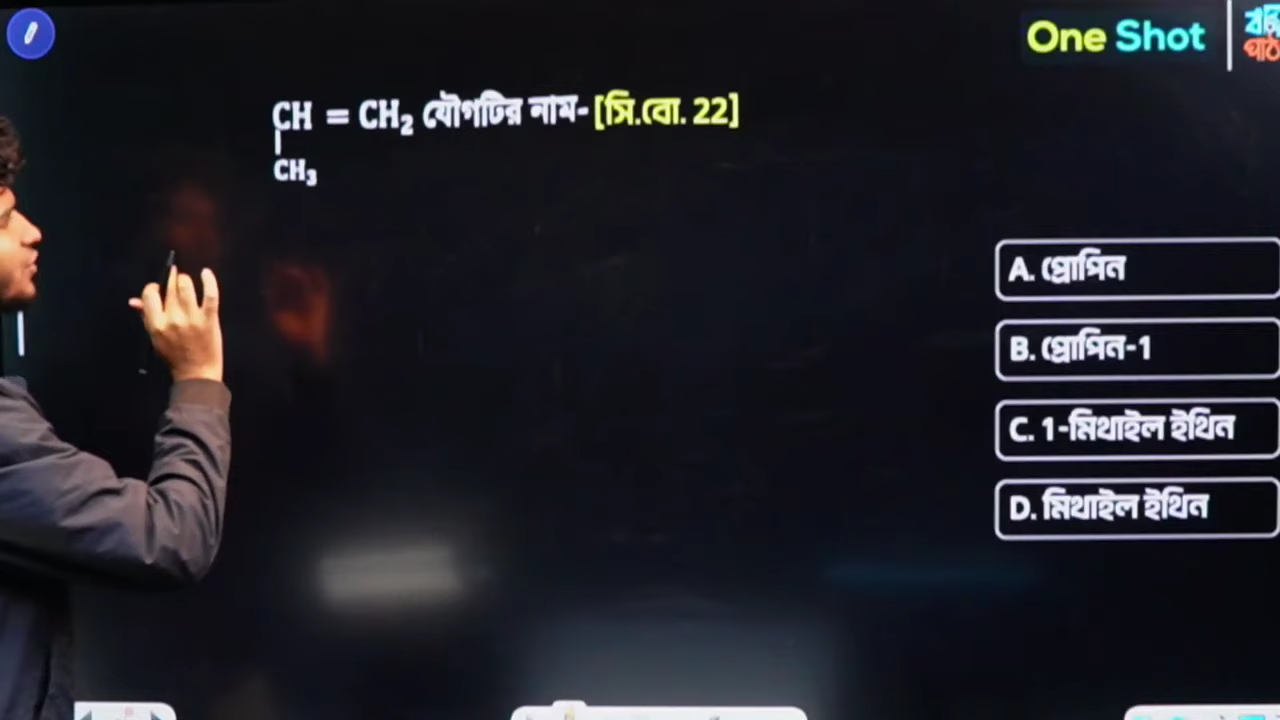 One Shot
CH = CH₂ যৌগটির নাম- [সি.বো. 22]
CH₃
A. প্রোপিন
B. প্রোপিন-1
C. 1-মিথাইল ইথিন
D. মিথাইল ইথিন